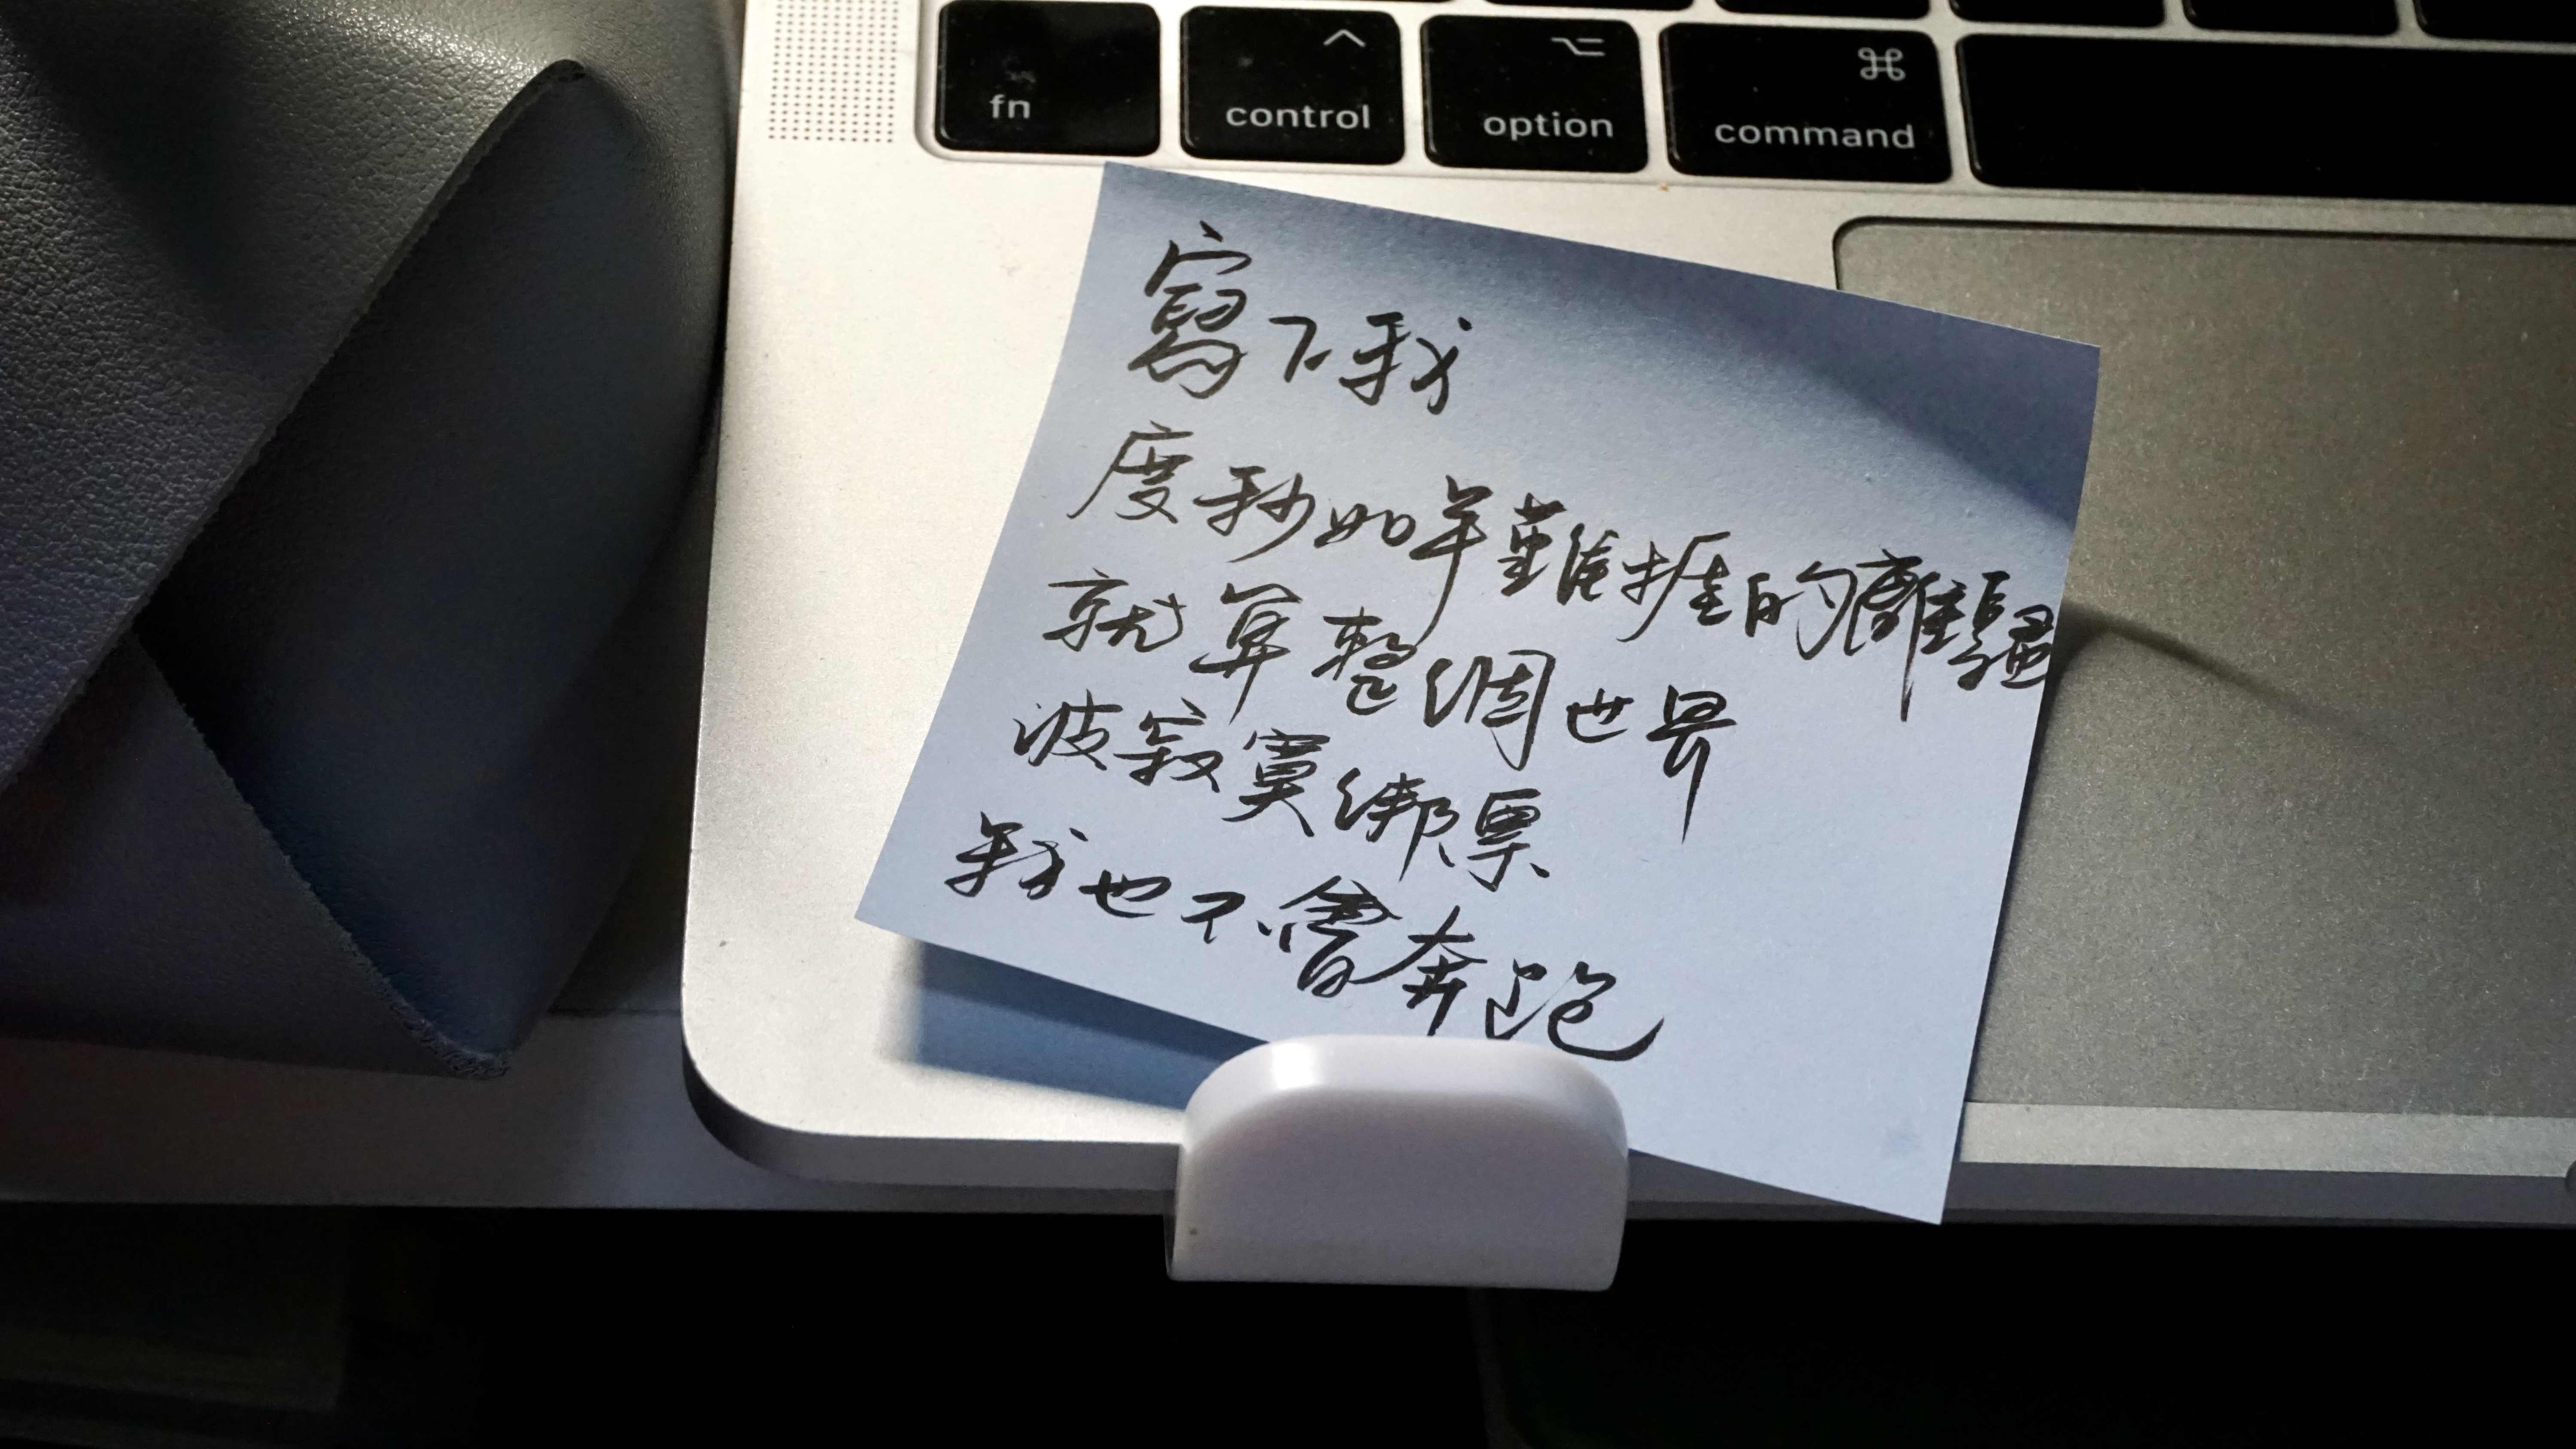 fn control option command
寫下我
度秒如年難捱的離騷
就算整個世界
被寂寞綁票
我也不會奔跑